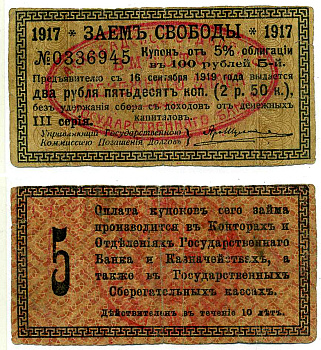 1917 * ЗАЕМЪ СВОБОДЫ * 1917
№0336945 Купонъ отъ 5% облигаціи
въ 100 рублей 5-й.
Предъявителю съ 16 сентября 1919 года выдается
два рубля пятьдесятъ коп. (2 р. 50 к.),
безъ удержанія сбора съ доходовъ отъ денежныхъ
III серія. капиталовъ.
Управляющій Государственною
Коммиссіею Погашенія Долговъ
5
Оплата купоновъ сего займа
производится въ Конторахъ и
Отдѣленіяхъ Государственнаго
Банка и Казначействахъ, а
также въ Государственныхъ
Сберегательныхъ кассахъ.
Дѣйствителенъ въ теченіе 10 лѣтъ.